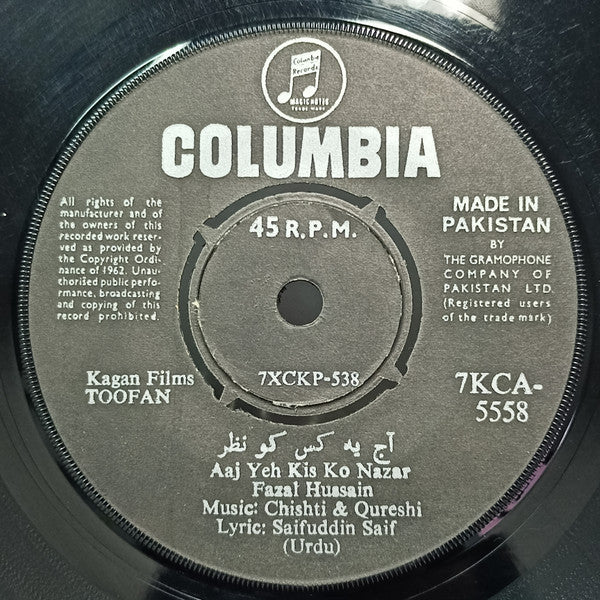 Columbia
Records
MAGIC NOTES
TRADE MARK
COLUMBIA
45 R.P.M.
All rights of the
manufacturer and of
the owners of this
recorded work reser-
ved as provided by
the Copyright Ordi-
nance of 1962. Unau-
thorised public perfo-
rmance, broadcasting
and copying of this
record prohibited.
MADE IN
PAKISTAN
BY
THE GRAMOPHONE
COMPANY OF
PAKISTAN LTD.
(Registered users
of the trade mark)
Kagan Films
TOOFAN
7XCKP-538
7KCA-
5558
آج یہ کس کو نظر
Aaj Yeh Kis Ko Nazar
Fazal Hussain
Music: Chishti & Qureshi
Lyric: Saifuddin Saif
(Urdu)